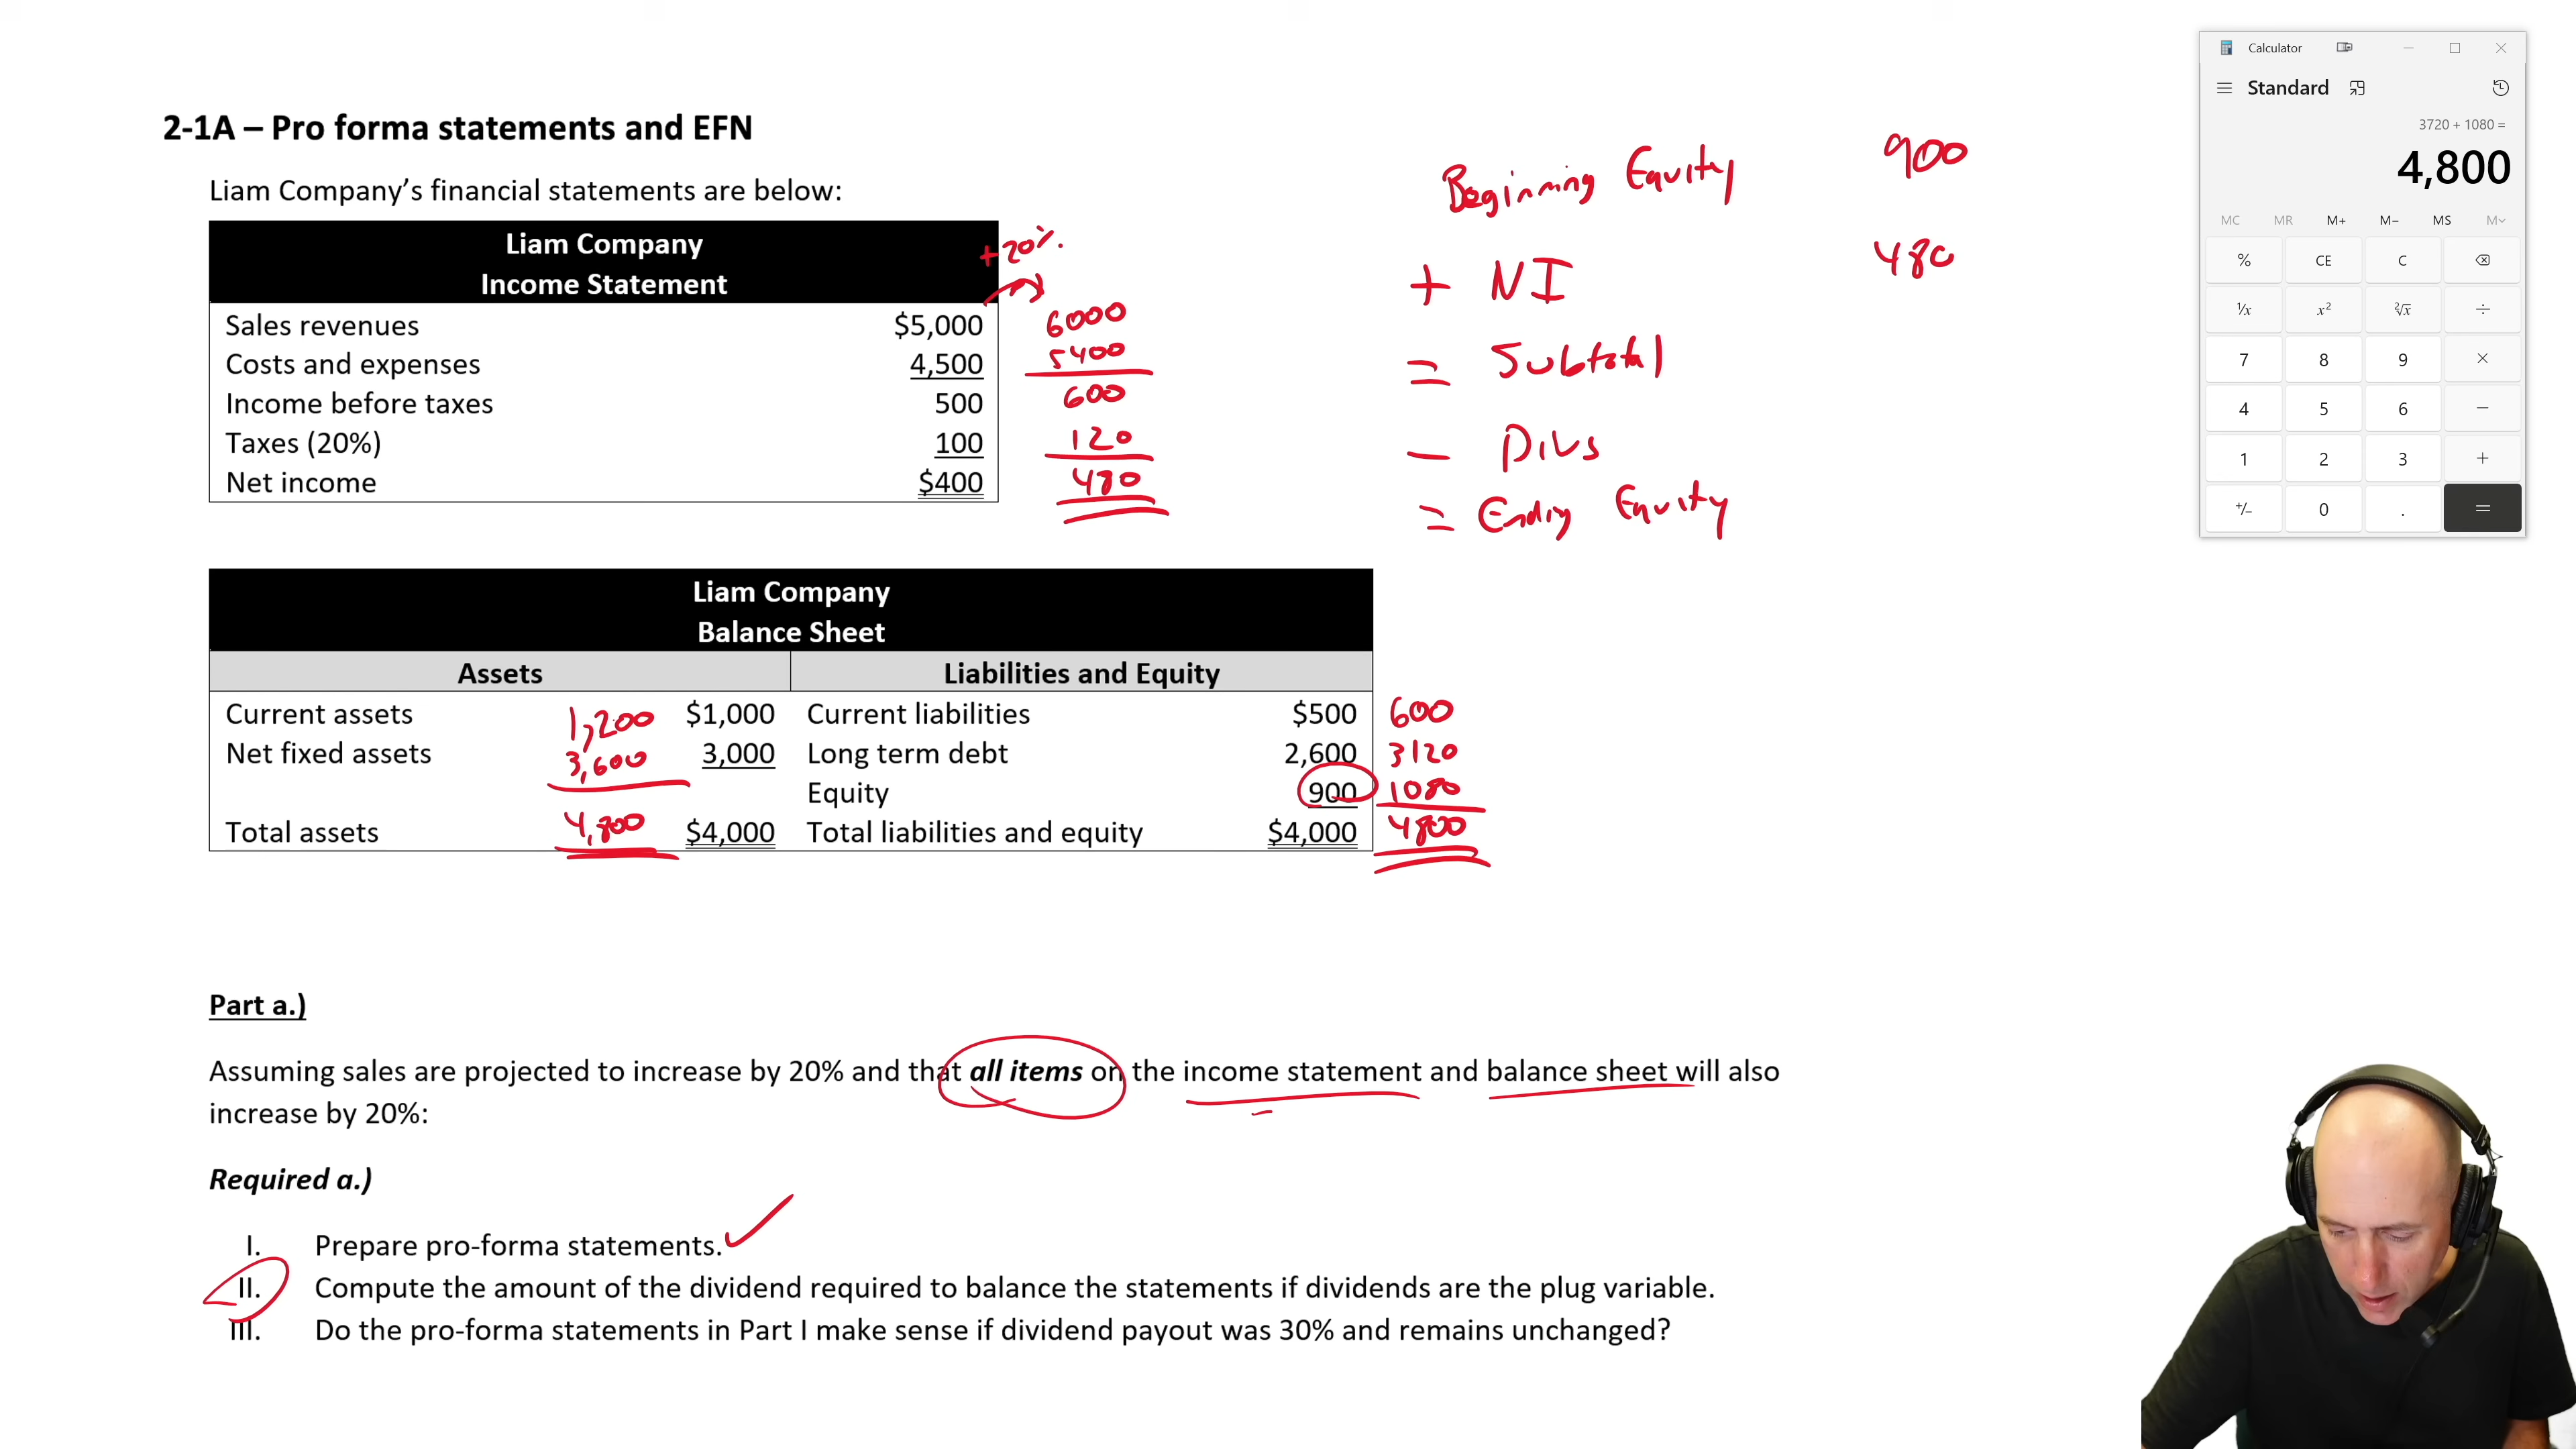 2-1A – Pro forma statements and EFN
Liam Company's financial statements are below:
Liam Company
Income Statement
+20%
Sales revenues $5,000 6000
Costs and expenses 4,500 5400
Income before taxes 500 600
Taxes (20%) 100 120
Net income $400 480
Beginning Equity 900
+ NI 480
= Subtotal
− Divs
= Ending Equity
Liam Company
Balance Sheet
Assets Liabilities and Equity
Current assets 1,200 $1,000 Current liabilities $500 600
Net fixed assets 3,600 3,000 Long term debt 2,600 3120
Equity 900 1080
Total assets 4,800 $4,000 Total liabilities and equity $4,000 4800
Part a.)
Assuming sales are projected to increase by 20% and that all items on the income statement and balance sheet will also
increase by 20%:
Required a.)
I. Prepare pro-forma statements.
II. Compute the amount of the dividend required to balance the statements if dividends are the plug variable.
III. Do the pro-forma statements in Part I make sense if dividend payout was 30% and remains unchanged?
Calculator
Standard
3720 + 1080 =
4,800
MC MR M+ M− MS M˅
% CE C
¹/x x² ²√x ÷
7 8 9 ×
4 5 6 −
1 2 3 +
+/− 0 . =